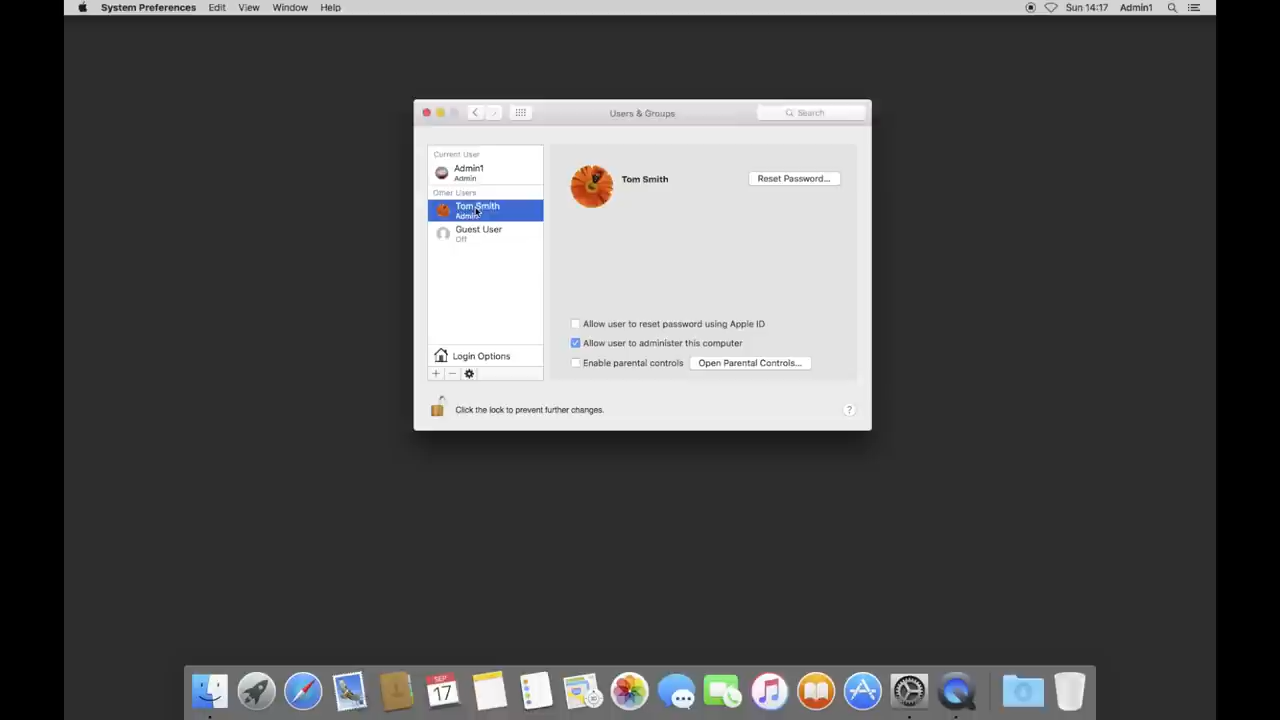 System Preferences Edit View Window Help Sun 14:17 Admin1
Users & Groups
Search
Current User
Admin1
Admin
Other Users
Tom Smith
Admin
Guest User
Off
Login Options
Tom Smith
Reset Password...
Allow user to reset password using Apple ID
Allow user to administer this computer
Enable parental controls
Open Parental Controls...
Click the lock to prevent further changes.
?
SEP
17